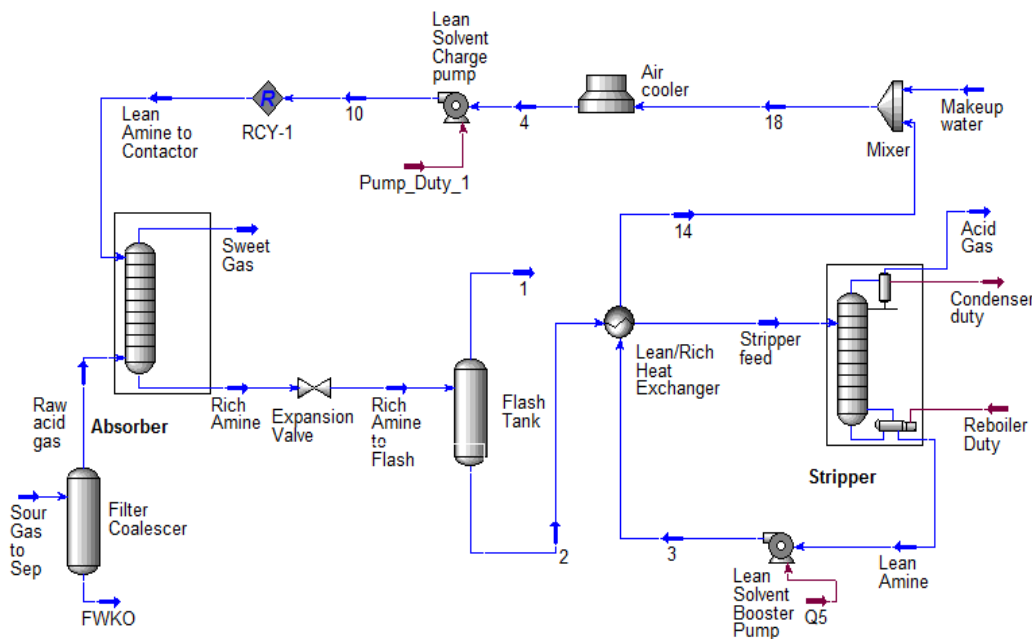 Lean
Solvent
Charge
pump
Air
cooler
Lean
Amine to
Contactor
R
RCY-1
10
4
18
Makeup
water
Mixer
Pump_Duty_1
Sweet
Gas
14
Acid
Gas
1
Condenser
duty
Lean/Rich
Heat
Exchanger
Stripper
feed
Raw
acid
gas
Absorber
Rich
Amine
Expansion
Valve
Rich
Amine
to
Flash
Flash
Tank
Reboiler
Duty
Stripper
Sour
Gas
to
Sep
Filter
Coalescer
FWKO
2
3
Lean
Solvent
Booster
Pump
Q5
Lean
Amine